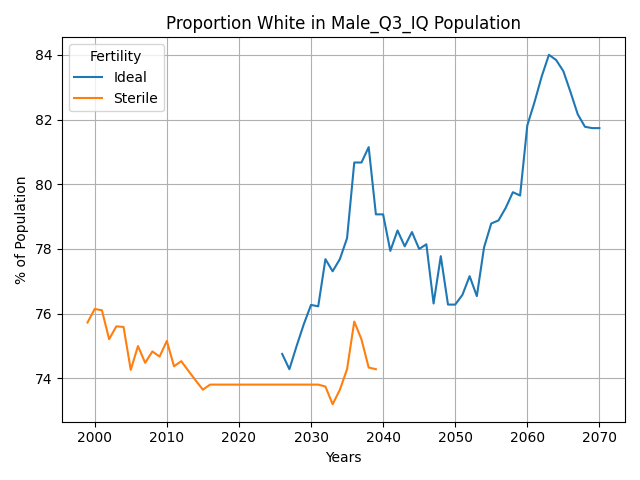 Proportion White in Male_Q3_IQ Population
Fertility
Ideal
Sterile
% of Population
84
82
80
78
76
74
2000 2010 2020 2030 2040 2050 2060 2070
Years